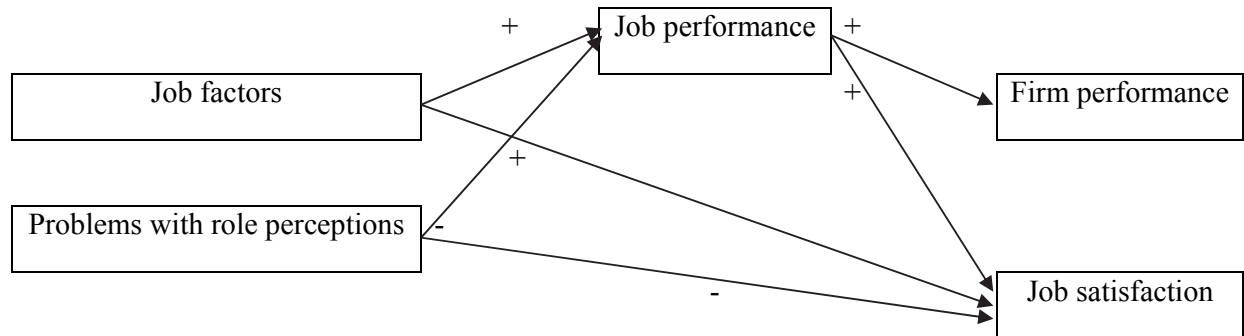 +
Job performance
+
Job factors
+
Firm performance
+
Problems with role perceptions
-
-
Job satisfaction